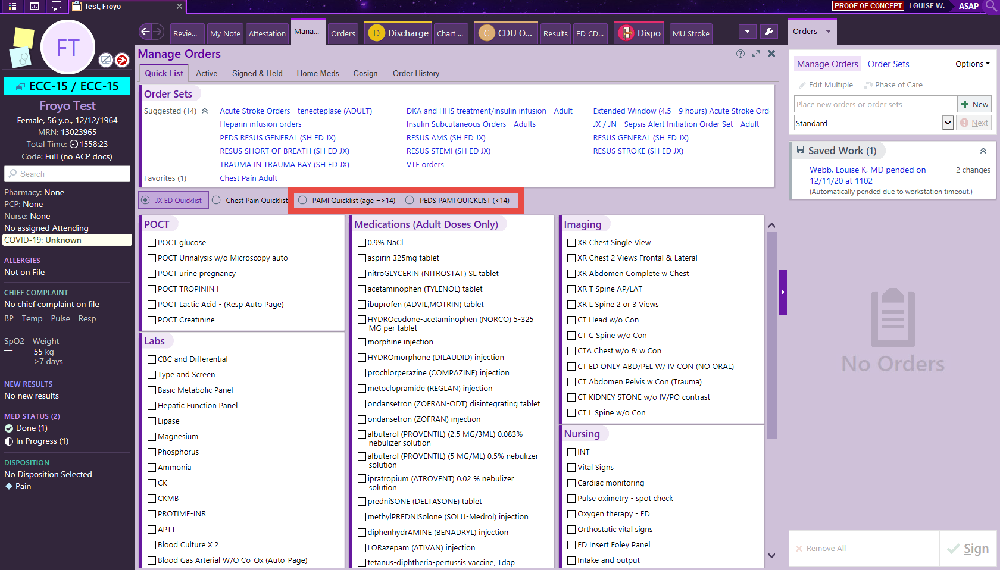 Test, Froyo
PROOF OF CONCEPT
LOUISE W.
ASAP
FT
ECC-15 / ECC-15
Froyo Test
Female, 56 y.o., 12/12/1964
MRN: 13023965
Total Time: 1558:23
Code: Full (no ACP docs)
Search
Pharmacy: None
PCP: None
Nurse: None
No assigned Attending
COVID-19: Unknown
ALLERGIES
Not on File
CHIEF COMPLAINT
No chief complaint on file
BP Temp Pulse Resp
— — — —
SpO2 Weight
— 55 kg
>7 days
NEW RESULTS
No new results
MED STATUS (2)
Done (1)
In Progress (1)
DISPOSITION
No Disposition Selected
Pain
Revie...
My Note
Attestation
Mana...
Orders
D Discharge
Chart ...
C CDU O...
Results
ED CD...
Dispo
MU Stroke
Manage Orders
Quick List
Active
Signed & Held
Home Meds
Cosign
Order History
Order Sets
Suggested (14)
Acute Stroke Orders - tenecteplase (ADULT)
DKA and HHS treatment/insulin infusion - Adult
Extended Window (4.5 - 9 hours) Acute Stroke Ord
Heparin infusion orders
Insulin Subcutaneous Orders - Adults
JX / JN - Sepsis Alert Initiation Order Set - Adult
PEDS RESUS GENERAL (SH ED JX)
RESUS AMS (SH ED JX)
RESUS GENERAL (SH ED JX)
RESUS SHORT OF BREATH (SH ED JX)
RESUS STEMI (SH ED JX)
RESUS STROKE (SH ED JX)
TRAUMA IN TRAUMA BAY (SH ED JX)
VTE orders
Favorites (1)
Chest Pain Adult
JX ED Quicklist
Chest Pain Quicklist
PAMI Quicklist (age =>14)
PEDS PAMI QUICKLIST (<14)
POCT
POCT glucose
POCT Urinalysis w/o Microscopy auto
POCT urine pregnancy
POCT TROPININ I
POCT Lactic Acid - (Resp Auto Page)
POCT Creatinine
Labs
CBC and Differential
Type and Screen
Basic Metabolic Panel
Hepatic Function Panel
Lipase
Magnesium
Phosphorus
Ammonia
CK
CKMB
PROTIME-INR
APTT
Blood Culture X 2
Blood Gas Arterial W/O Co-Ox (Auto-Page)
Medications (Adult Doses Only)
0.9% NaCl
aspirin 325mg tablet
nitroGLYCERIN (NITROSTAT) SL tablet
acetaminophen (TYLENOL) tablet
ibuprofen (ADVIL,MOTRIN) tablet
HYDROcodone-acetaminophen (NORCO) 5-325
MG per tablet
morphine injection
HYDROmorphone (DILAUDID) injection
prochlorperazine (COMPAZINE) injection
metoclopramide (REGLAN) injection
ondansetron (ZOFRAN-ODT) disintegrating tablet
ondansetron (ZOFRAN) injection
albuterol (PROVENTIL) (2.5 MG/3ML) 0.083%
nebulizer solution
albuterol (PROVENTIL) (5 MG/ML) 0.5% nebulizer
solution
ipratropium (ATROVENT) 0.02 % nebulizer
solution
predniSONE (DELTASONE) tablet
methylPREDNISolone (SOLU-Medrol) injection
diphenhydrAMINE (BENADRYL) injection
LORazepam (ATIVAN) injection
tetanus-diphtheria-pertussis vaccine, Tdap
Imaging
XR Chest Single View
XR Chest 2 Views Frontal & Lateral
XR Abdomen Complete w Chest
XR T Spine AP/LAT
XR L Spine 2 or 3 Views
CT Head w/o Con
CT C Spine w/o Con
CTA Chest w/o & w Con
CT ED ONLY ABD/PEL W/ IV CON (NO ORAL)
CT Abdomen Pelvis w Con (Trauma)
CT KIDNEY STONE w/o IV/PO contrast
CT L Spine w/o Con
Nursing
INT
Vital Signs
Cardiac monitoring
Pulse oximetry - spot check
Oxygen therapy - ED
Orthostatic vital signs
ED Insert Foley Panel
Intake and output
Orders
Manage Orders
Order Sets
Options
Edit Multiple
Phase of Care
Place new orders or order sets
New
Standard
Next
Saved Work (1)
Webb, Louise K, MD pended on
12/11/20 at 1102
2 changes
(Automatically pended due to workstation timeout.)
No Orders
Remove All
Sign